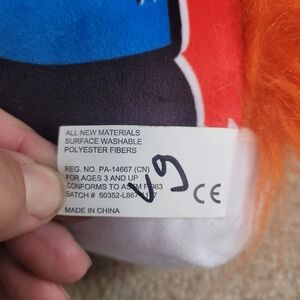 ALL NEW MATERIALS
SURFACE WASHABLE
POLYESTER FIBERS
REG. NO. PA-14667 (CN)
FOR AGES 3 AND UP
CONFORMS TO ASTM F963
BATCH #
MADE IN CHINA
CE